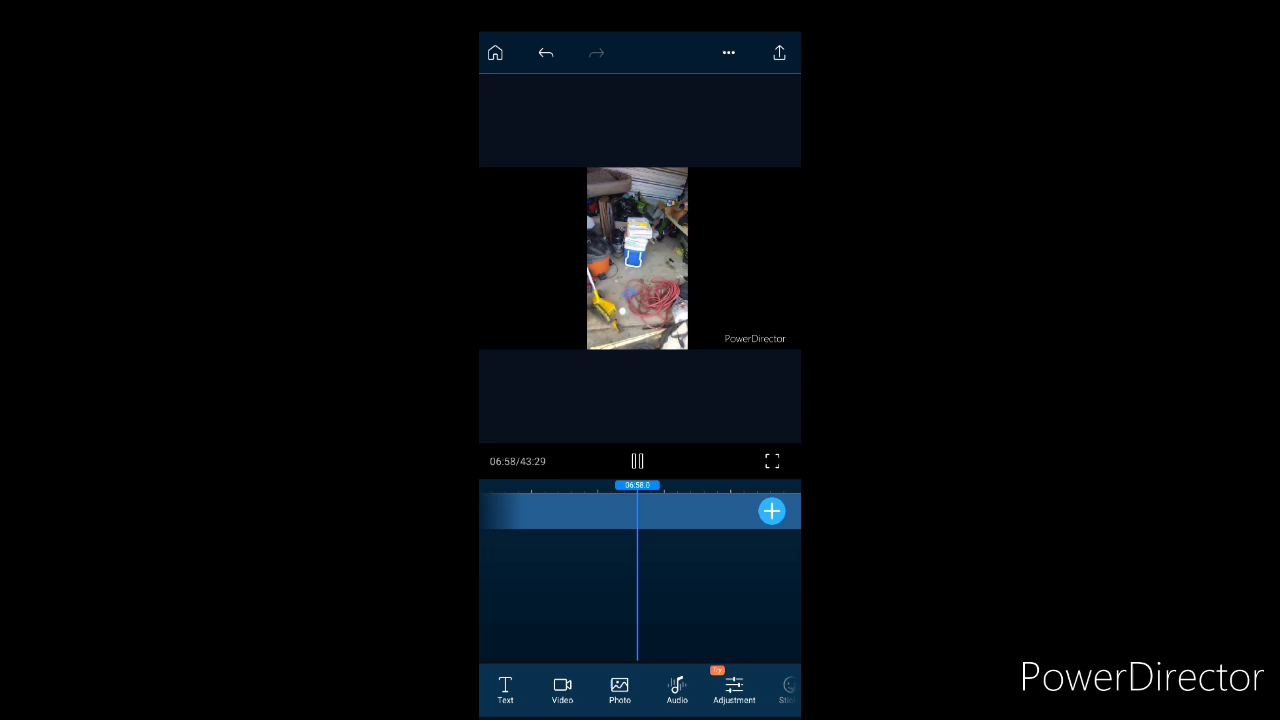 PowerDirector
06:58/43:29
06:58.0
Try
Text
Video
Photo
Audio
Adjustment
PowerDirector